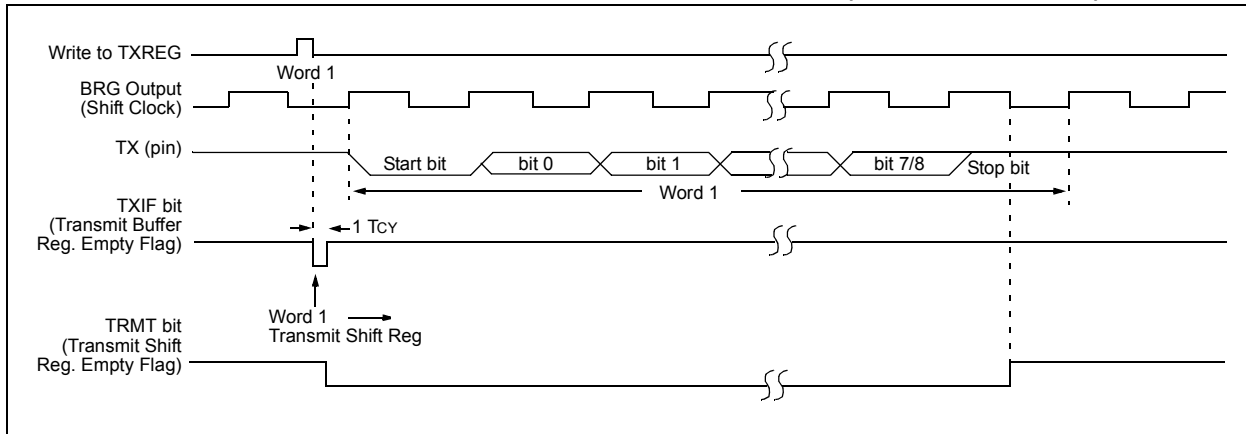 Write to TXREG
Word 1
BRG Output
(Shift Clock)
TX (pin)
Start bit
bit 0
bit 1
bit 7/8
Stop bit
Word 1
TXIF bit
(Transmit Buffer
Reg. Empty Flag)
1 TCY
Word 1
Transmit Shift Reg
TRMT bit
(Transmit Shift
Reg. Empty Flag)